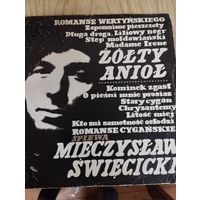 ROMANSE WERTYŃSKIEGO
Zapomniane pieszczoty
Długa droga, Liliowy negr
Step mołdawiański
Madame Irene
ŻÓŁTY
ANIOŁ
Kominek zgasł
O pieśni mnie prosisz
Stary cygan
Chryzantemy
Litość miej
Kto mi samotność osłodzi
ROMANSE CYGAŃSKIE
ŚPIEWA
MIECZYSŁAW
ŚWIĘCICKI